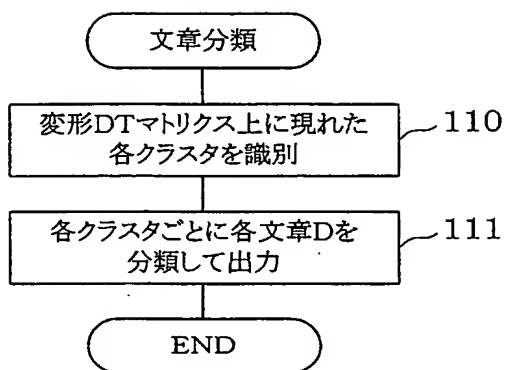 文章分類
変形DTマトリクス上に現れた
各クラスタを識別
110
各クラスタごとに各文章Dを
分類して出力
111
END